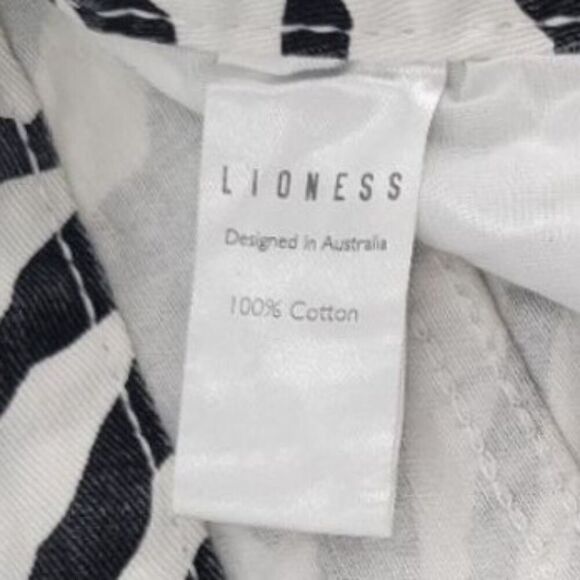 LIONESS
Designed in Australia
100% Cotton